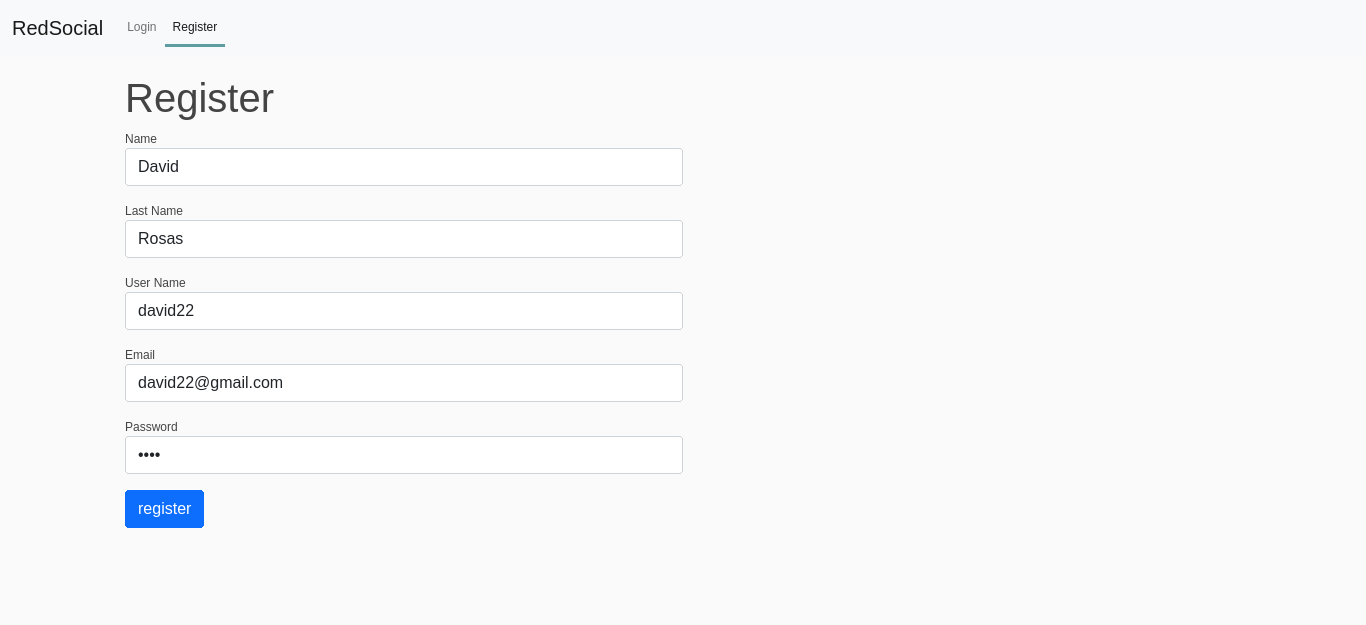 RedSocial Login Register
Register
Name
David
Last Name
Rosas
User Name
david22
Email
david22@gmail.com
Password
••••
register